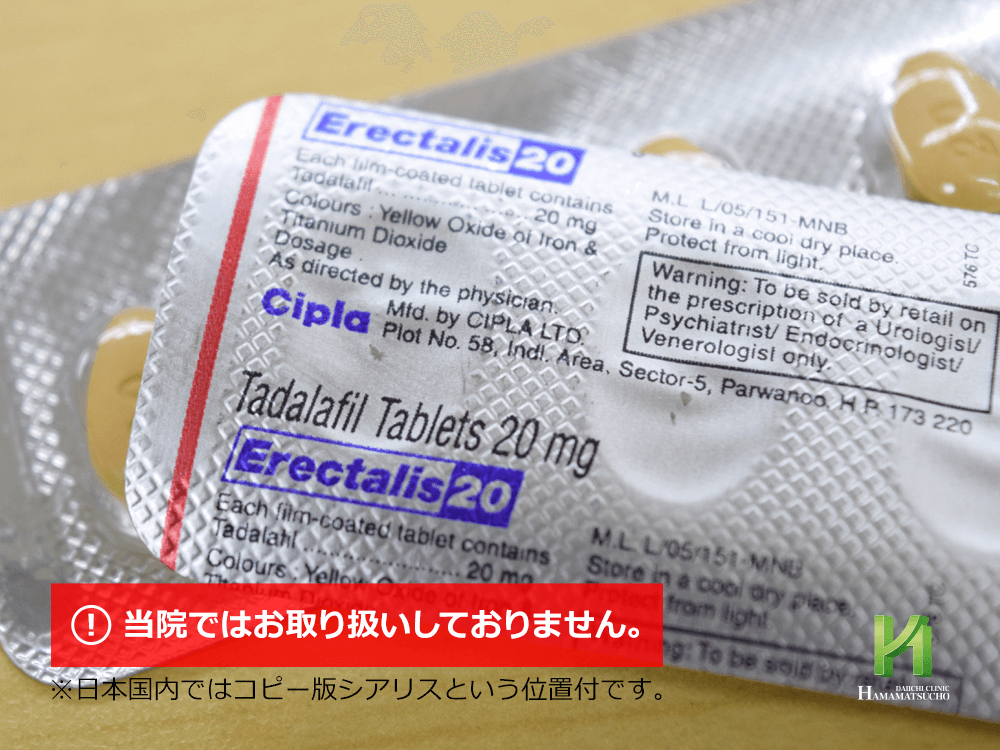 Erectalis 20
Each film-coated tablet contains
Tadalafil .................... 20 mg
Colours : Yellow Oxide of Iron &
Titanium Dioxide
Dosage :
As directed by the physician.
Cipla
Mfd. by CIPLA LTD.
Plot No. 58, Indl. Area, Sector-5, Parwanoo, H.P. 173 220
M.L. L/05/151-MNB
Store in a cool dry place.
Protect from light.
Warning: To be sold by retail on
the prescription of a Urologist/
Psychiatrist/ Endocrinologist/
Venerologist only.
576 TC
Tadalafil Tablets 20 mg
Erectalis 20
Each film-coated tablet contains
Tadalafil .................... 20 mg
Colours : Yellow Oxide of Iron
Titanium
M.L. L/05/151-MNB
Store in a cool dry place.
Protect from light
To be sold by
! 当院ではお取り扱いしておりません。
※日本国内ではコピー版シアリスという位置付です。
DAIICHI CLINIC
HAMAMATSUCHO